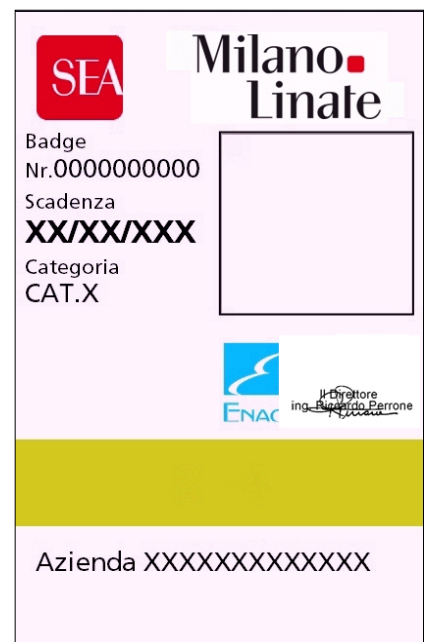 SEA
Milano
Linate
Badge
Nr.0000000000
Scadenza
XX/XX/XXX
Categoria
CAT.X
ENAC
Il Direttore
ing. Riccardo Perrone
Azienda XXXXXXXXXXXXX